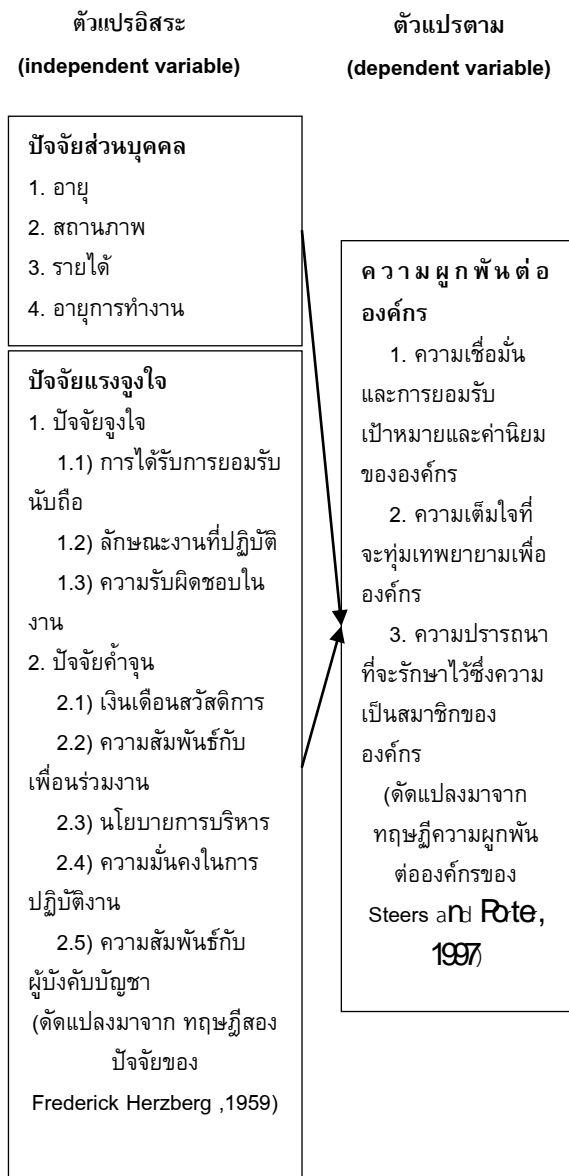 ตัวแปรอิสระ
(independent variable)
ตัวแปรตาม
(dependent variable)
ปัจจัยส่วนบุคคล
1. อายุ
2. สถานภาพ
3. รายได้
4. อายุการทำงาน
ปัจจัยแรงจูงใจ
1. ปัจจัยจูงใจ
1.1) การได้รับการยอมรับ
นับถือ
1.2) ลักษณะงานที่ปฏิบัติ
1.3) ความรับผิดชอบใน
งาน
2. ปัจจัยค้ำจุน
2.1) เงินเดือนสวัสดิการ
2.2) ความสัมพันธ์กับ
เพื่อนร่วมงาน
2.3) นโยบายการบริหาร
2.4) ความมั่นคงในการ
ปฏิบัติงาน
2.5) ความสัมพันธ์กับ
ผู้บังคับบัญชา
(ดัดแปลงมาจาก ทฤษฎีสอง
ปัจจัยของ
Frederick Herzberg ,1959)
ความผูกพันต่อ
องค์กร
1. ความเชื่อมั่น
และการยอมรับ
เป้าหมายและค่านิยม
ขององค์กร
2. ความเต็มใจที่
จะทุ่มเทพยายามเพื่อ
องค์กร
3. ความปรารถนา
ที่จะรักษาไว้ซึ่งความ
เป็นสมาชิกของ
องค์กร
(ดัดแปลงมาจาก
ทฤษฎีความผูกพัน
ต่อองค์กรของ
Steers and Porter,
1997)